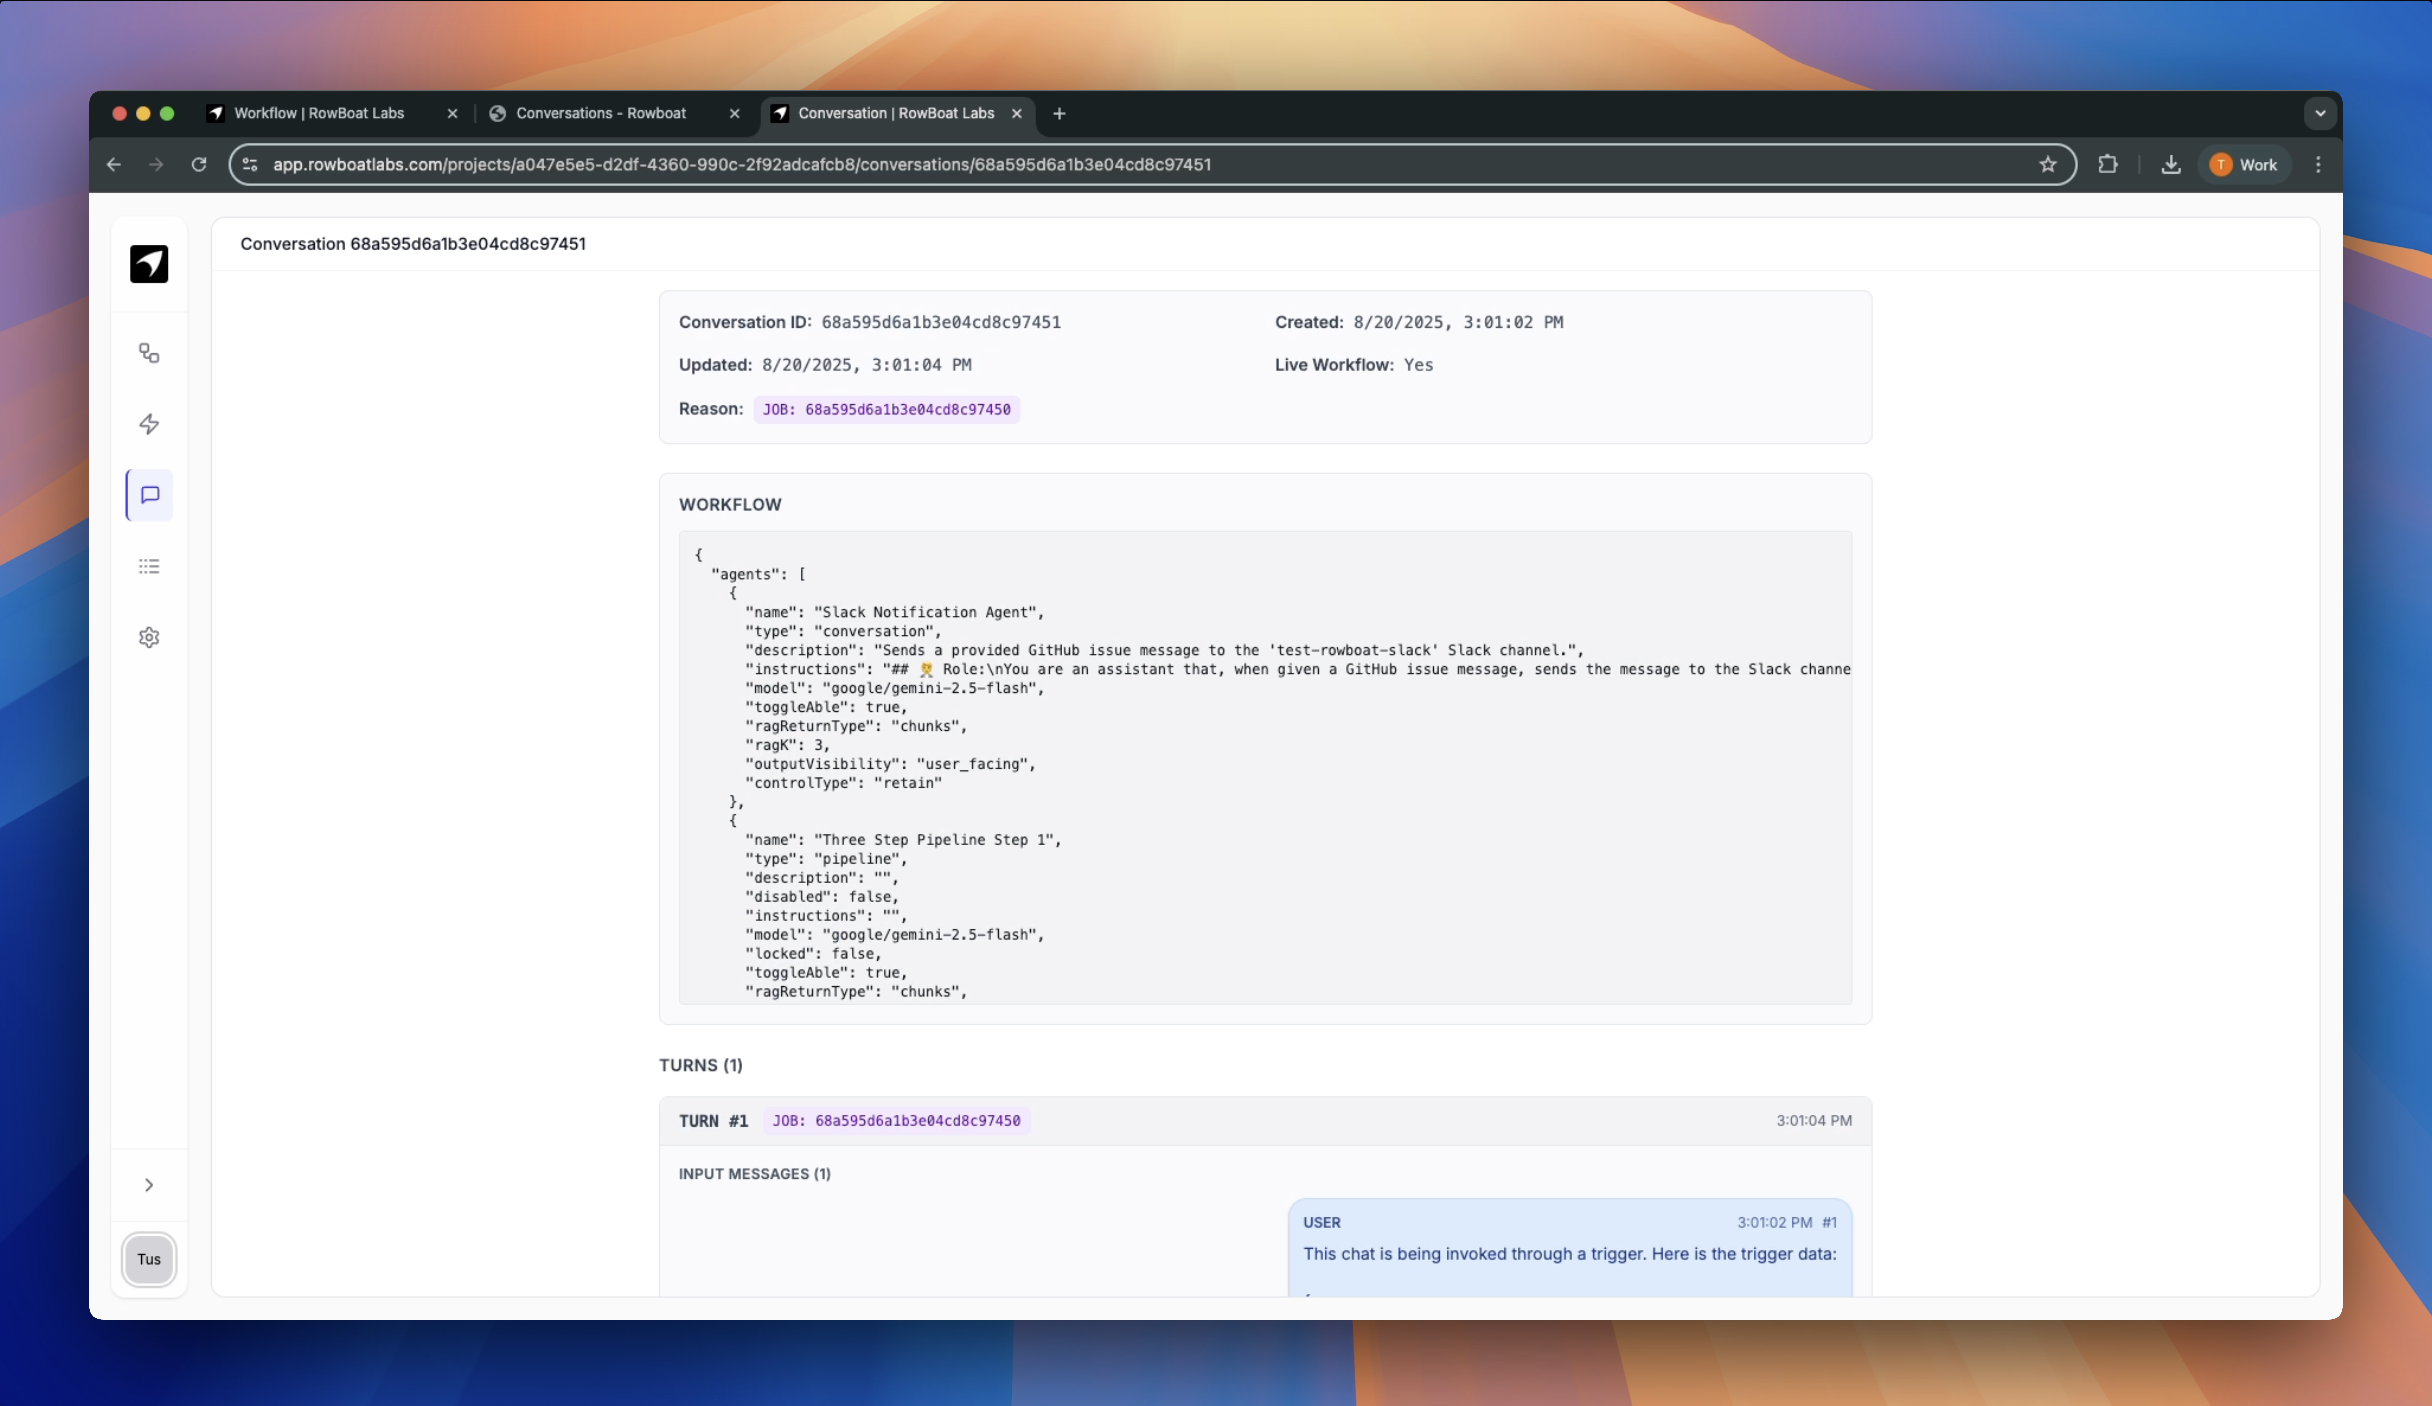 Workflow | RowBoat Labs
Conversations - Rowboat
Conversation | RowBoat Labs
app.rowboatlabs.com/projects/a047e5e5-d2df-4360-990c-2f92adcafcb8/conversations/68a595d6a1b3e04cd8c97451
T Work
Conversation 68a595d6a1b3e04cd8c97451
Conversation ID: 68a595d6a1b3e04cd8c97451
Created: 8/20/2025, 3:01:02 PM
Updated: 8/20/2025, 3:01:04 PM
Live Workflow: Yes
Reason: JOB: 68a595d6a1b3e04cd8c97450
WORKFLOW
{
"agents": [
{
"name": "Slack Notification Agent",
"type": "conversation",
"description": "Sends a provided GitHub issue message to the 'test-rowboat-slack' Slack channel.",
"instructions": "## 🧑‍💼 Role:\nYou are an assistant that, when given a GitHub issue message, sends the message to the Slack channe
"model": "google/gemini-2.5-flash",
"toggleAble": true,
"ragReturnType": "chunks",
"ragK": 3,
"outputVisibility": "user_facing",
"controlType": "retain"
},
{
"name": "Three Step Pipeline Step 1",
"type": "pipeline",
"description": "",
"disabled": false,
"instructions": "",
"model": "google/gemini-2.5-flash",
"locked": false,
"toggleAble": true,
"ragReturnType": "chunks",
TURNS (1)
TURN #1 JOB: 68a595d6a1b3e04cd8c97450
3:01:04 PM
INPUT MESSAGES (1)
USER
3:01:02 PM #1
This chat is being invoked through a trigger. Here is the trigger data:
Tus